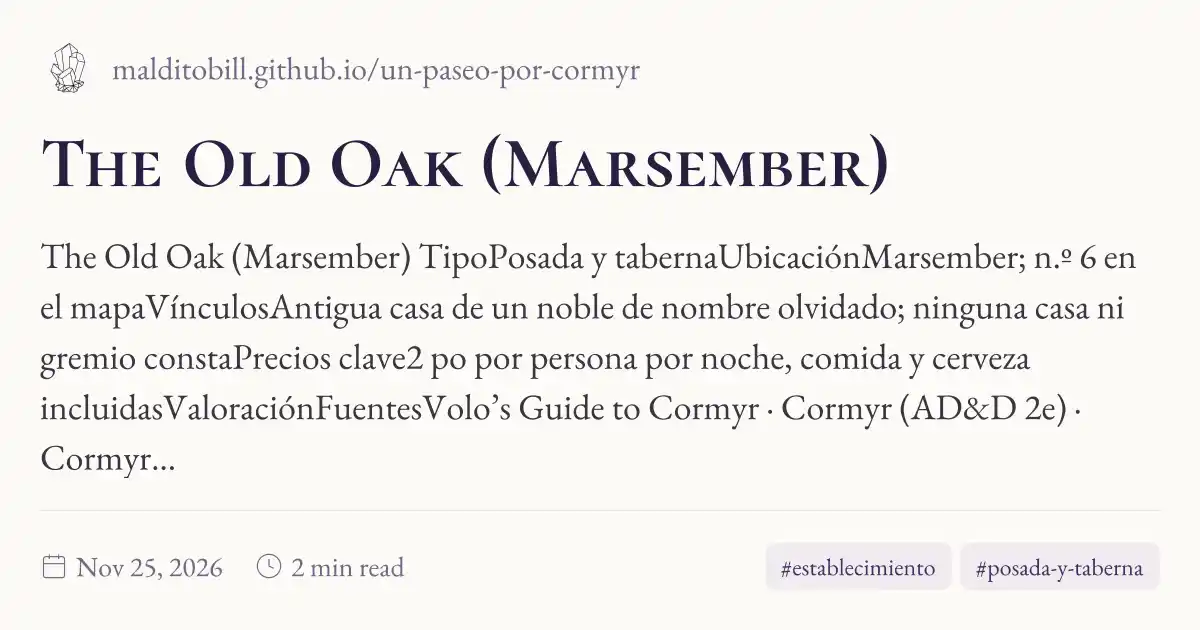 malditobill.github.io/un-paseo-por-cormyr
The Old Oak (Marsember)
The Old Oak (Marsember) TipoPosada y tabernaUbicaciónMarsember; n.º 6 en
el mapaVínculosAntigua casa de un noble de nombre olvidado; ninguna casa ni
gremio constaPrecios clave2 po por persona por noche, comida y cerveza
incluidasValoraciónFuentesVolo’s Guide to Cormyr · Cormyr (AD&D 2e) ·
Cormyr...
Nov 25, 2026 2 min read #establecimiento #posada-y-taberna